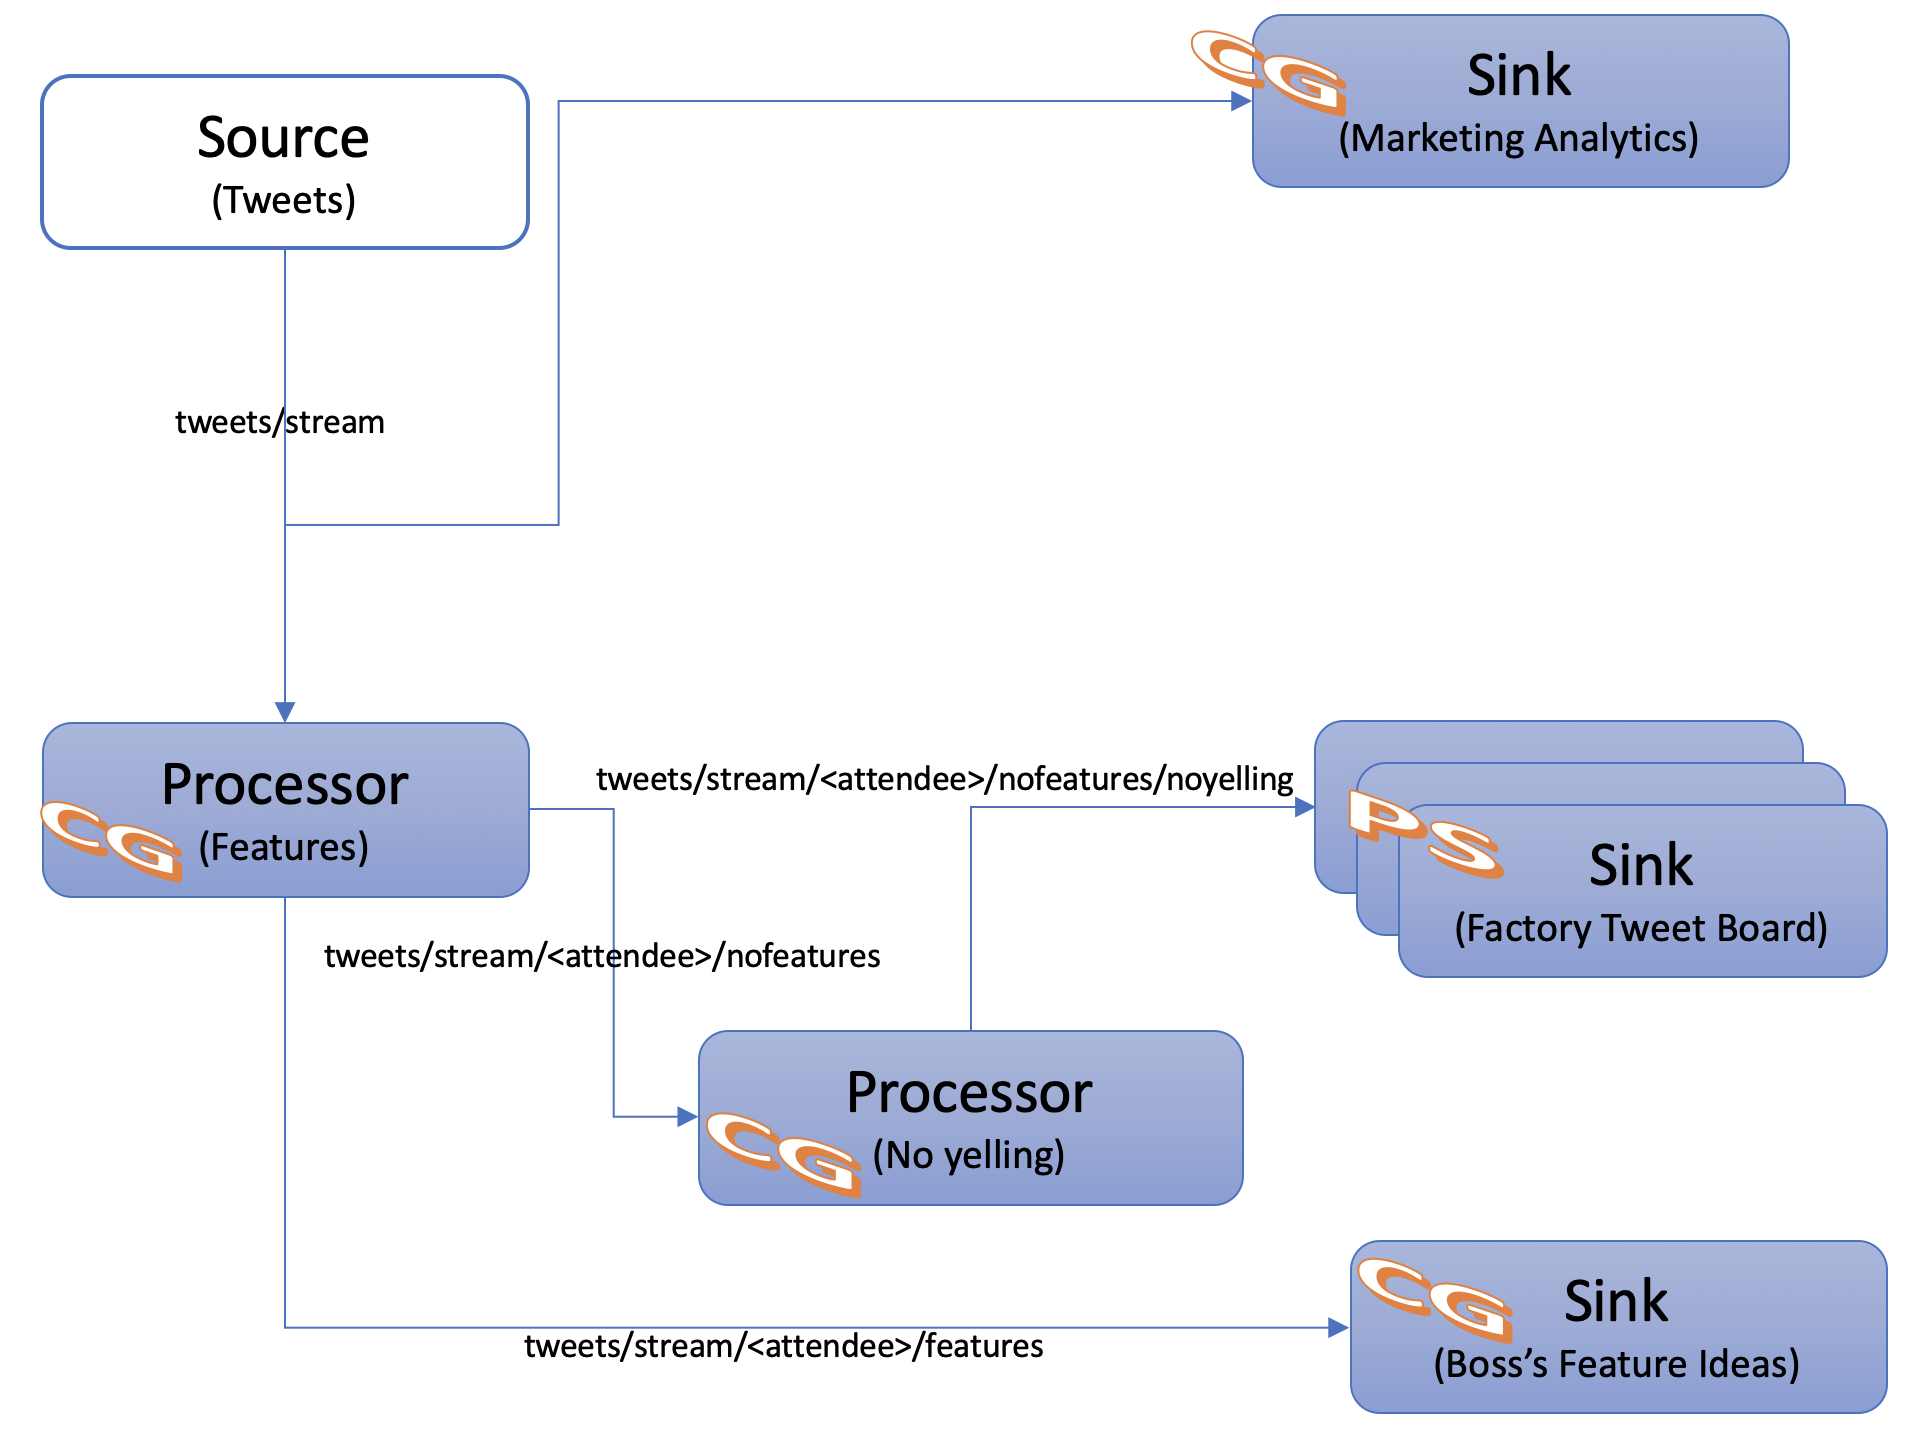 Source
(Tweets)
CG
Sink
(Marketing Analytics)
tweets/stream
Processor
(Features)
CG
tweets/stream/<attendee>/nofeatures/noyelling
PS
Sink
(Factory Tweet Board)
tweets/stream/<attendee>/nofeatures
Processor
(No yelling)
CG
CG
Sink
(Boss’s Feature Ideas)
tweets/stream/<attendee>/features